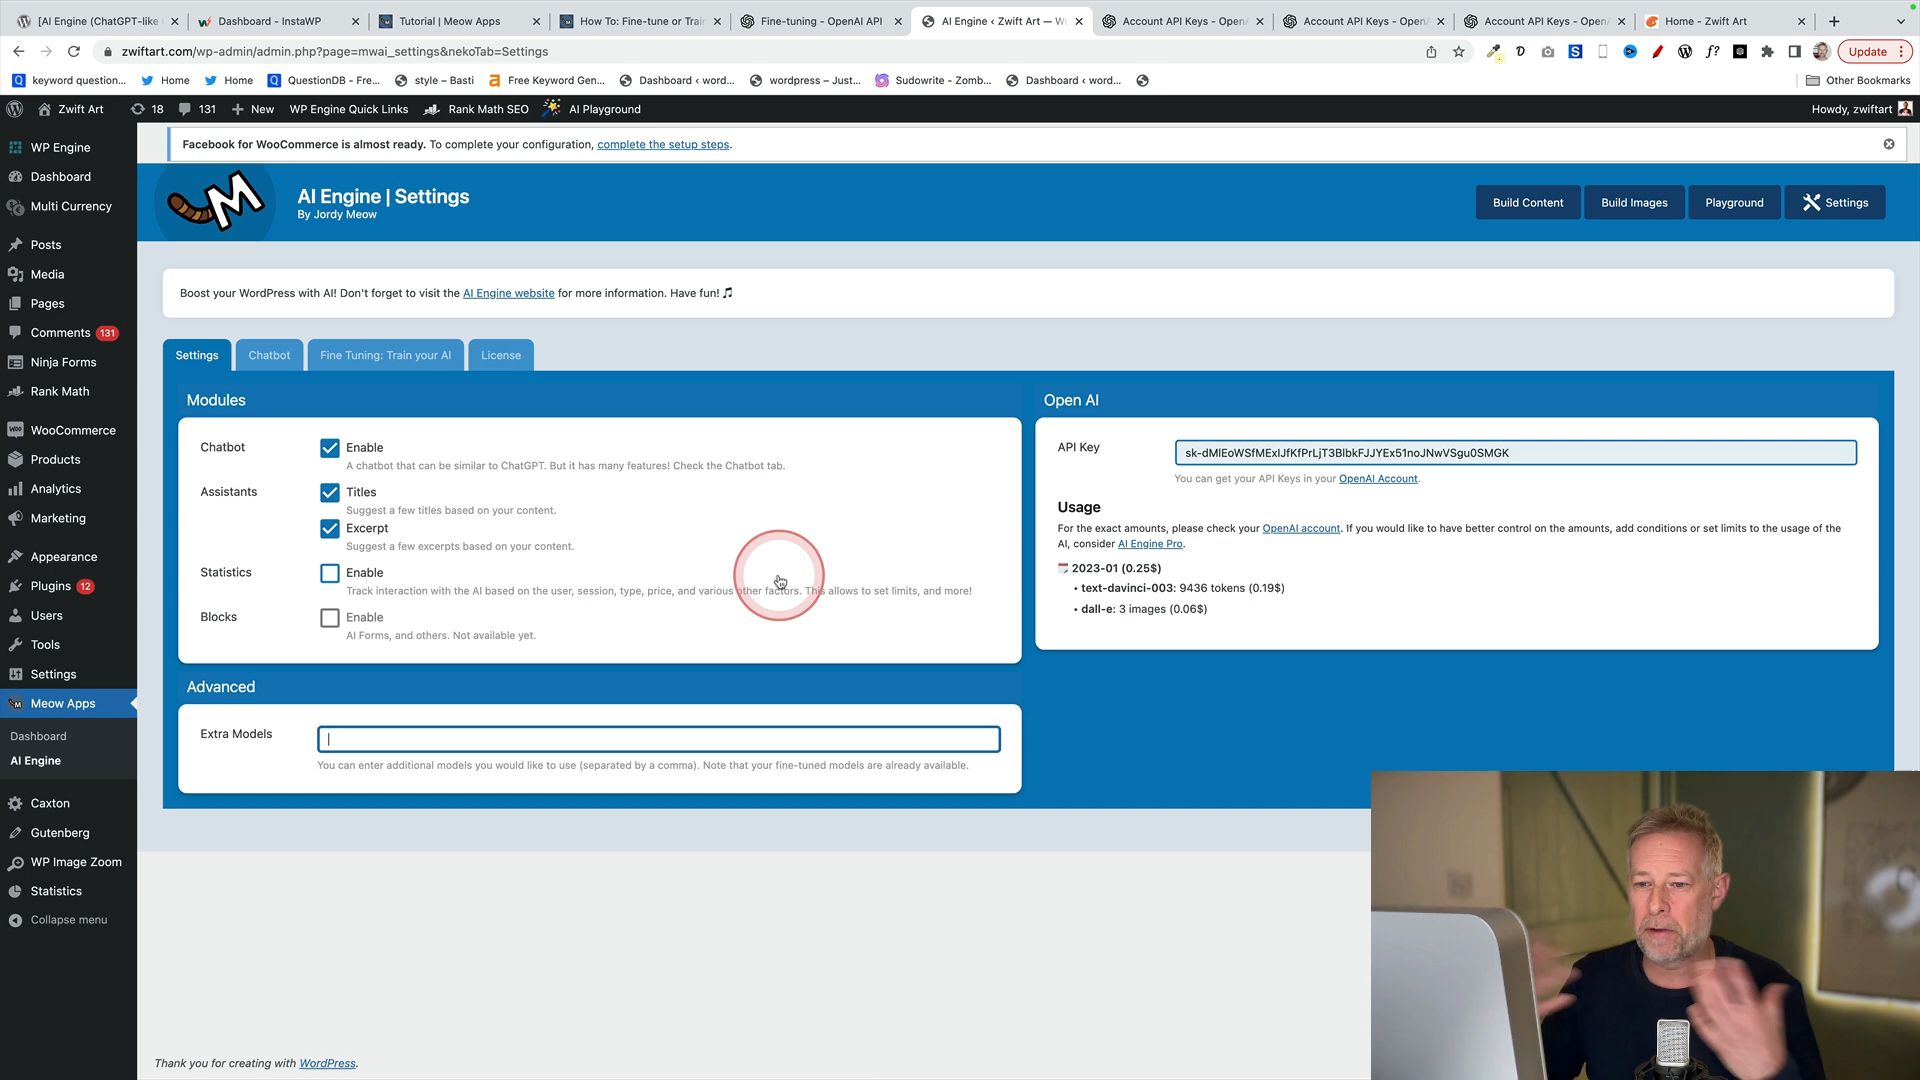 [AI Engine (ChatGPT-like
Dashboard - InstaWP
Tutorial | Meow Apps
How To: Fine-tune or Train
Fine-tuning - OpenAI API
AI Engine ‹ Zwift Art — Wo
Account API Keys - OpenA
Account API Keys - OpenA
Account API Keys - OpenA
Home - Zwift Art
zwiftart.com/wp-admin/admin.php?page=mwai_settings&nekoTab=Settings
Update
keyword question...
Home
Home
QuestionDB - Fre...
style – Basti
Free Keyword Gen...
Dashboard ‹ word...
wordpress – Just...
Sudowrite - Zomb...
Dashboard ‹ word...
Other Bookmarks
Zwift Art
18
131
New
WP Engine Quick Links
Rank Math SEO
AI Playground
Howdy, zwiftart
WP Engine
Dashboard
Multi Currency
Posts
Media
Pages
Comments 131
Ninja Forms
Rank Math
WooCommerce
Products
Analytics
Marketing
Appearance
Plugins 12
Users
Tools
Settings
Meow Apps
Dashboard
AI Engine
Caxton
Gutenberg
WP Image Zoom
Statistics
Collapse menu
Facebook for WooCommerce is almost ready. To complete your configuration, complete the setup steps.
M
AI Engine | Settings
By Jordy Meow
Build Content
Build Images
Playground
Settings
Boost your WordPress with AI! Don't forget to visit the AI Engine website for more information. Have fun! 🎵
Settings
Chatbot
Fine Tuning: Train your AI
License
Modules
Chatbot
Enable
A chatbot that can be similar to ChatGPT. But it has many features! Check the Chatbot tab.
Assistants
Titles
Suggest a few titles based on your content.
Excerpt
Suggest a few excerpts based on your content.
Statistics
Enable
Track interaction with the AI based on the user, session, type, price, and various other factors. This allows to set limits, and more!
Blocks
Enable
AI Forms, and others. Not available yet.
Advanced
Extra Models
You can enter additional models you would like to use (separated by a comma). Note that your fine-tuned models are already available.
Open AI
API Key
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
You can get your API Keys in your OpenAI Account.
Usage
For the exact amounts, please check your OpenAI account. If you would like to have better control on the amounts, add conditions or set limits to the usage of the
AI, consider AI Engine Pro.
2023-01 (0.25$)
• text-davinci-003: 9436 tokens (0.19$)
• dall-e: 3 images (0.06$)
Thank you for creating with WordPress.